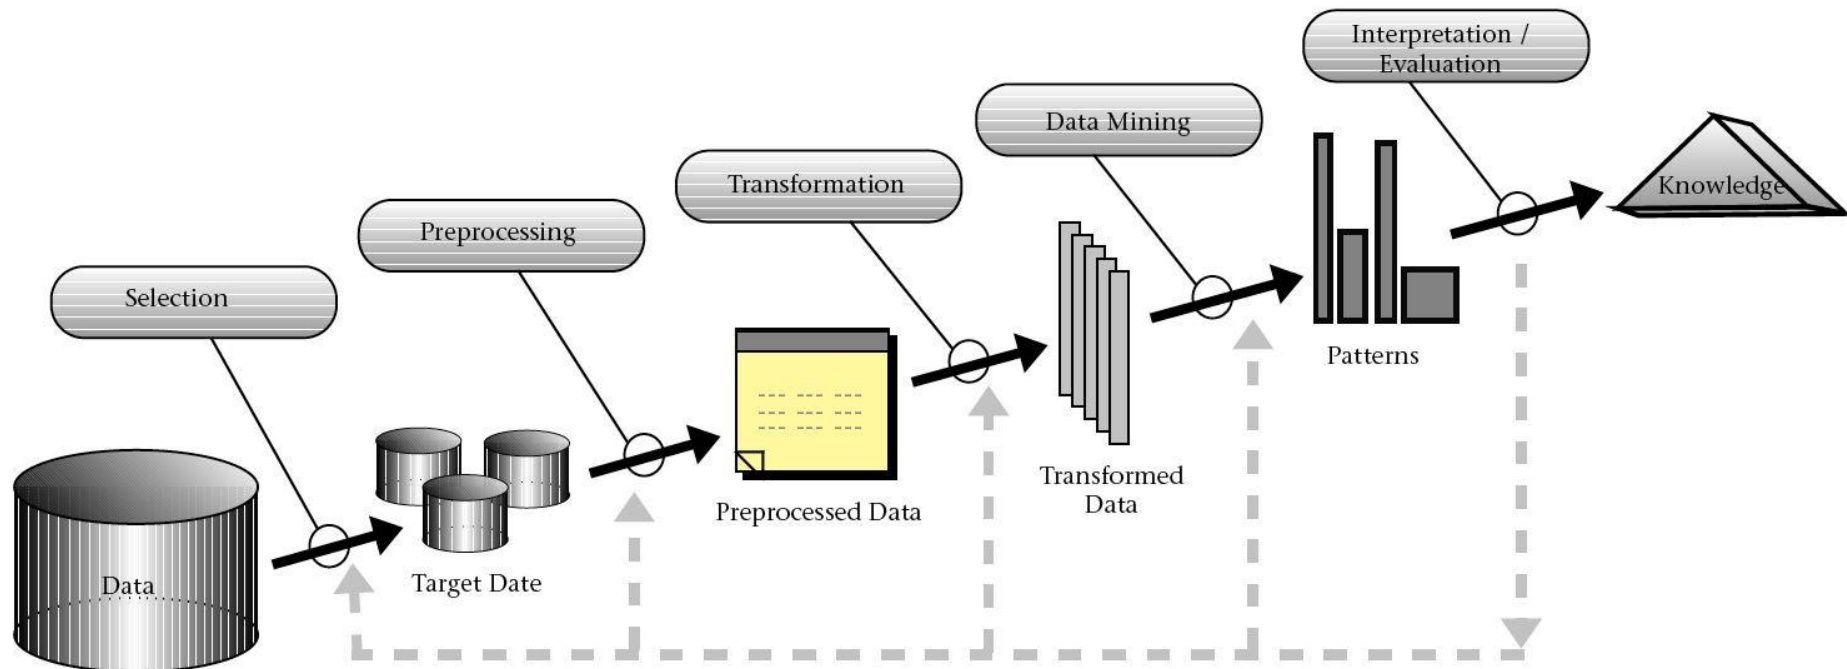 Interpretation /
Evaluation
Data Mining
Transformation
Knowledge
Preprocessing
Selection
Patterns
Transformed
Data
Preprocessed Data
Target Date
Data